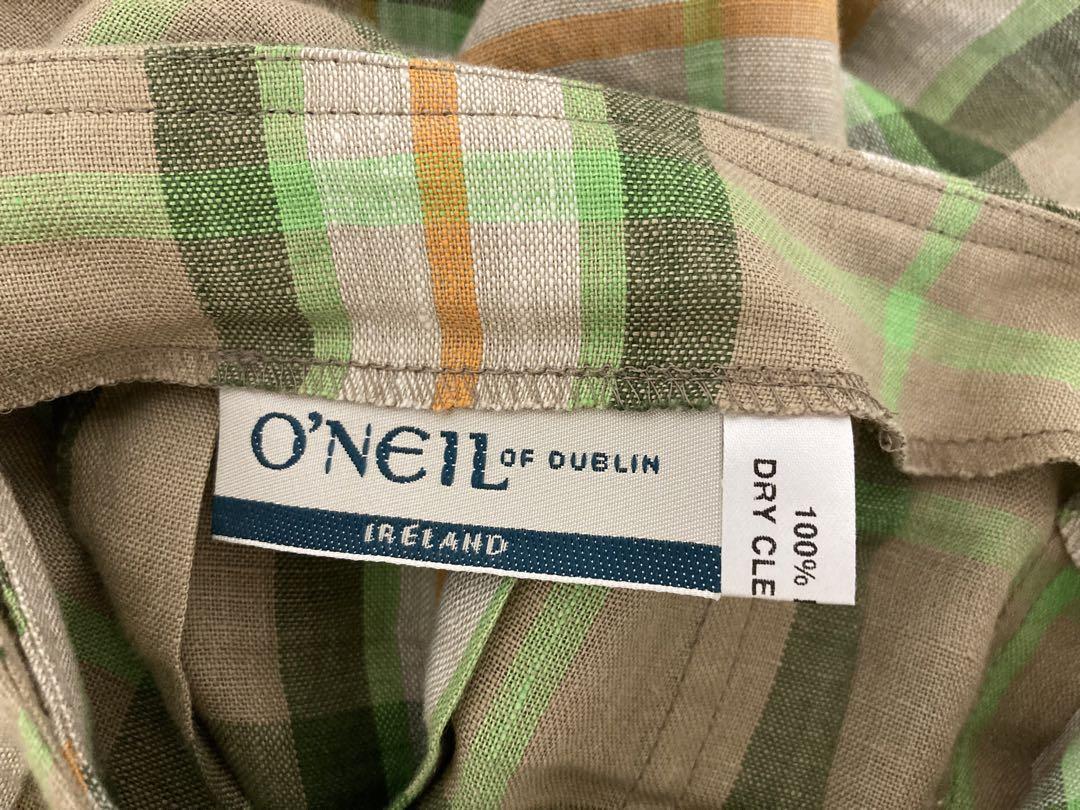 O'NEIL OF DUBLIN
IRELAND
100%
DRY CLE